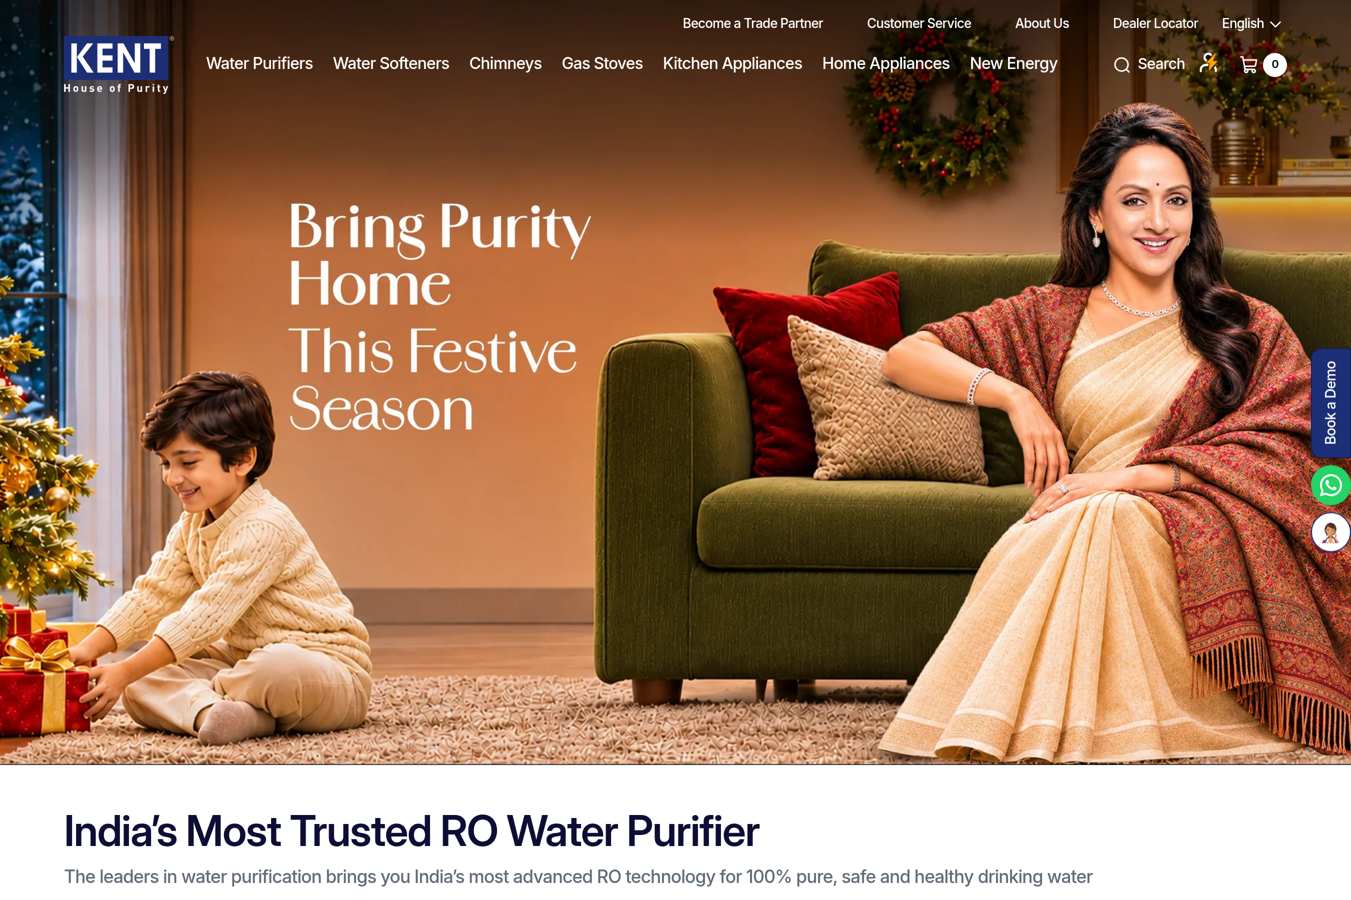 Become a Trade Partner Customer Service About Us Dealer Locator English
KENT®
House of Purity
Water Purifiers Water Softeners Chimneys Gas Stoves Kitchen Appliances Home Appliances New Energy Search 0
Bring Purity
Home
This Festive
Season
Book a Demo
India’s Most Trusted RO Water Purifier
The leaders in water purification brings you India’s most advanced RO technology for 100% pure, safe and healthy drinking water